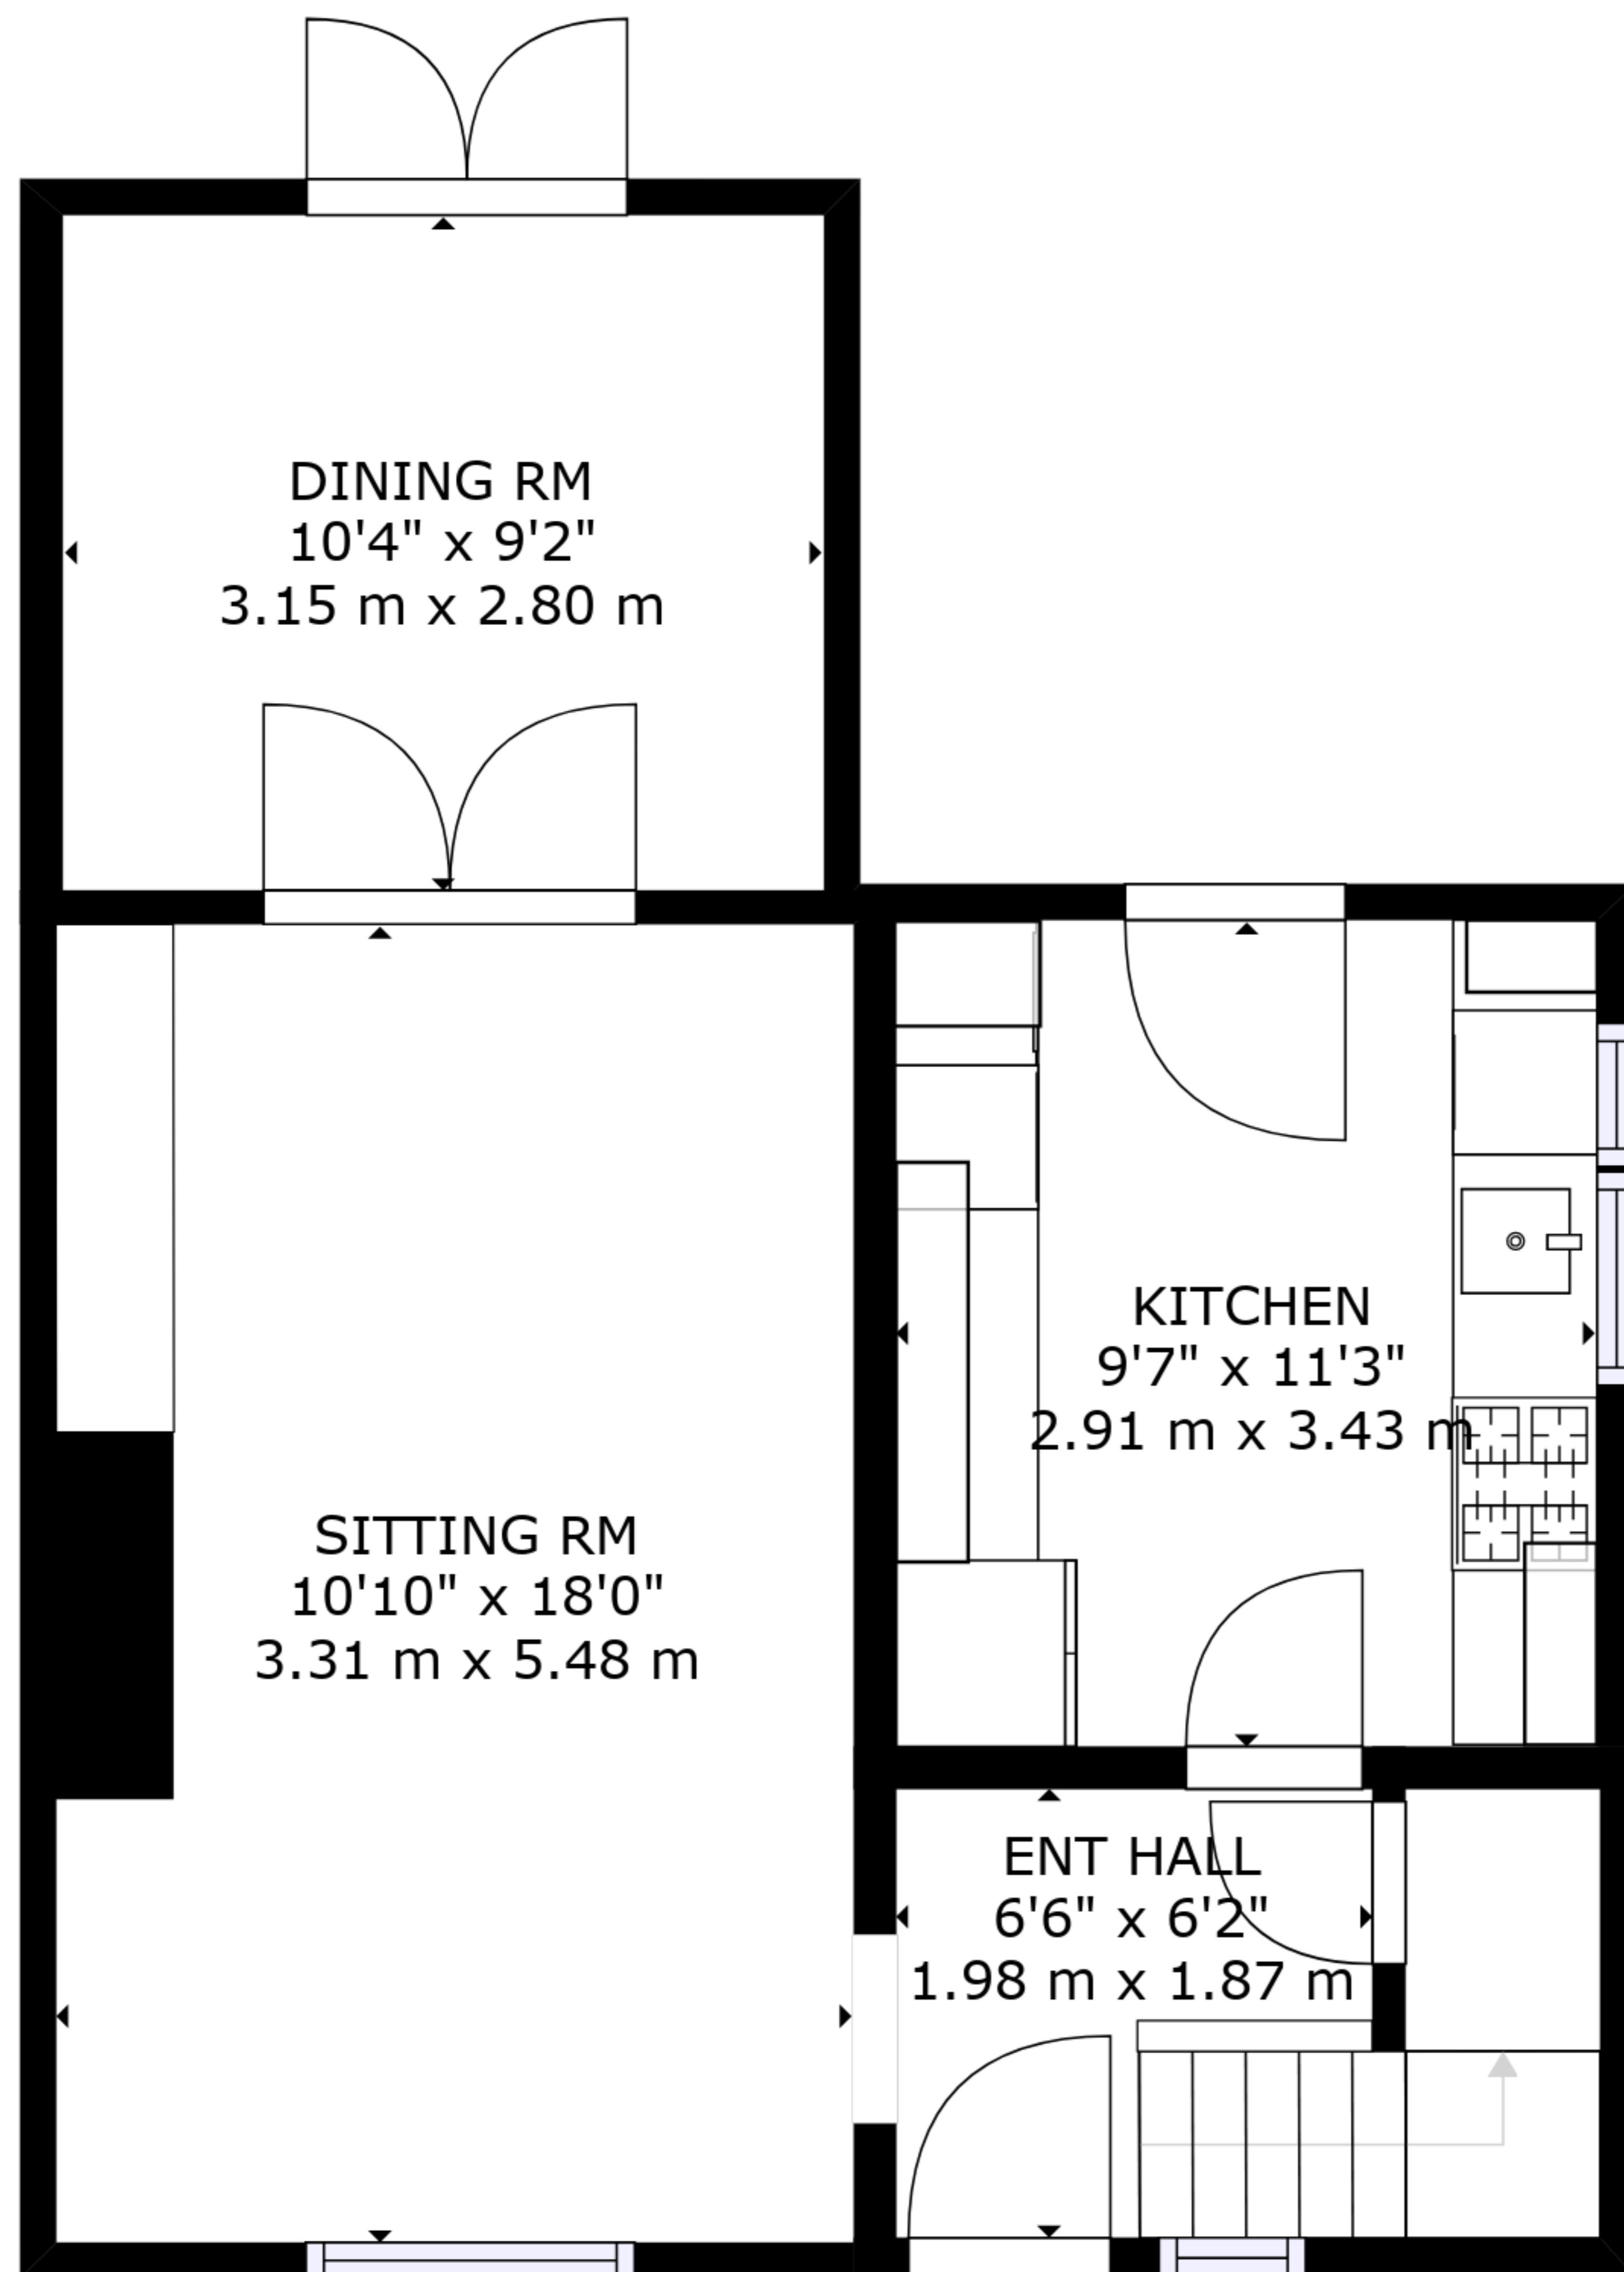 DINING RM
10'4" x 9'2"
3.15 m x 2.80 m
KITCHEN
9'7" x 11'3"
2.91 m x 3.43 m
SITTING RM
10'10" x 18'0"
3.31 m x 5.48 m
ENT HALL
6'6" x 6'2"
1.98 m x 1.87 m